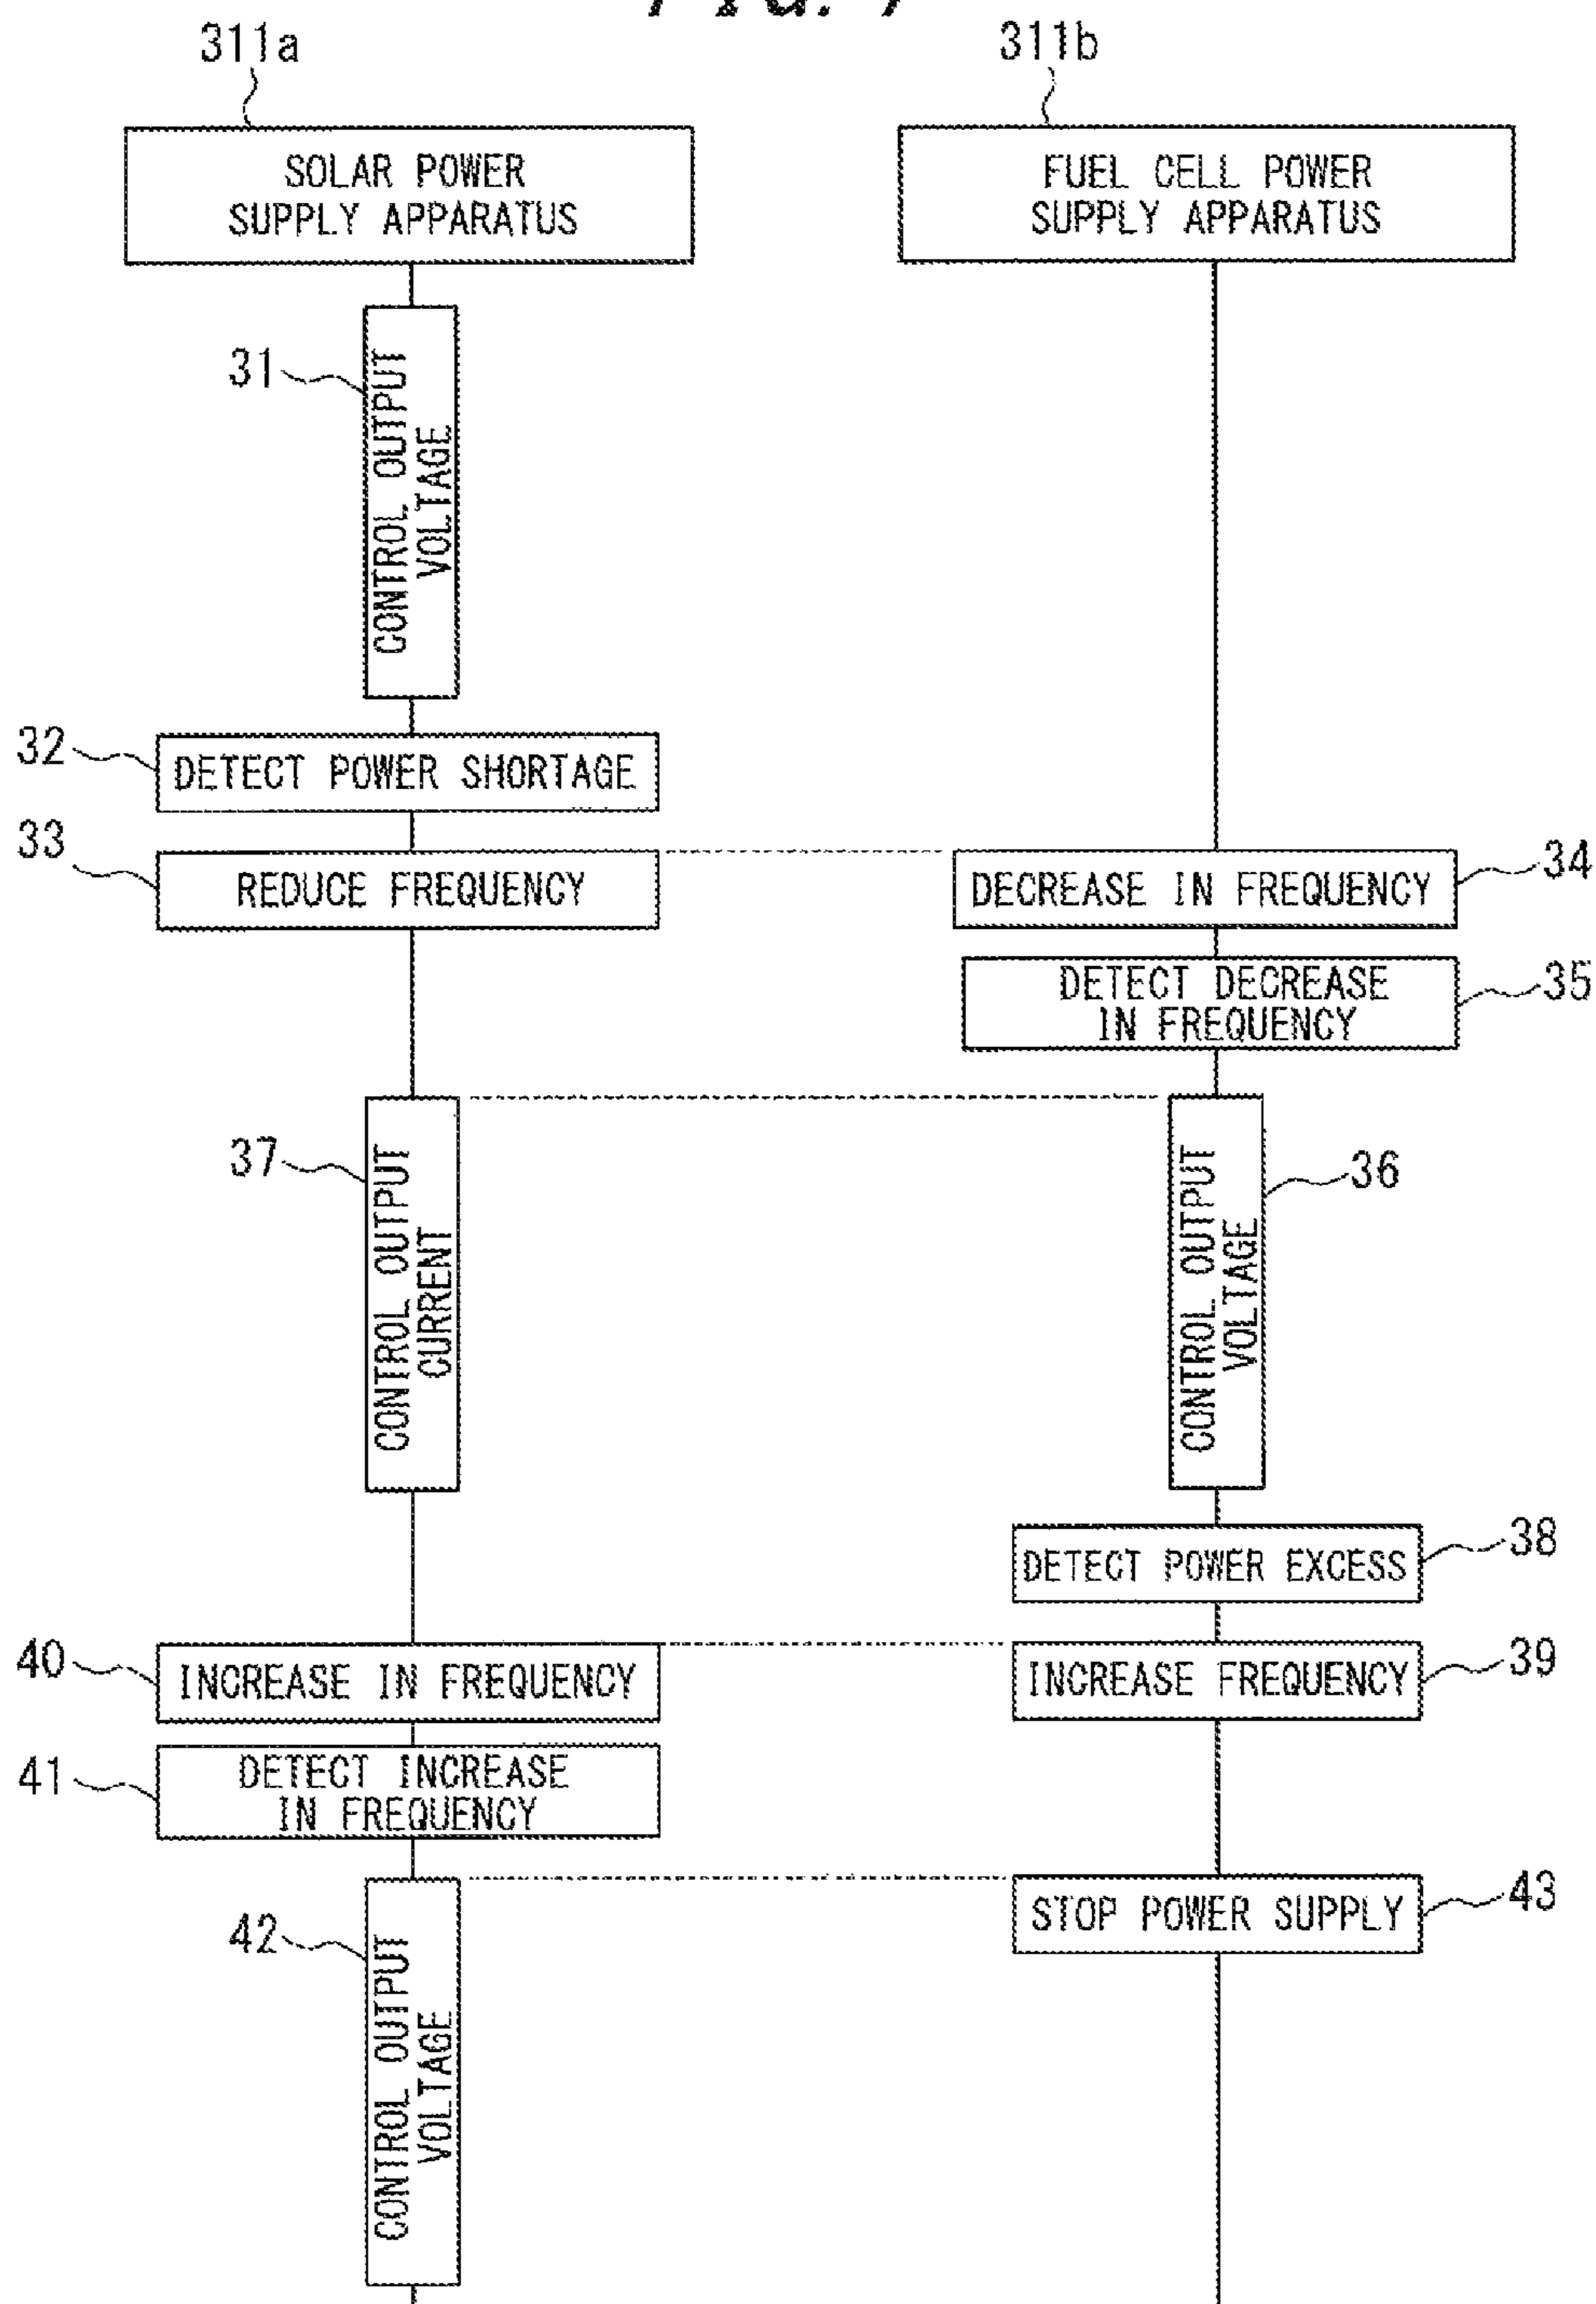 311a
311b
SOLAR POWER
SUPPLY APPARATUS
FUEL CELL POWER
SUPPLY APPARATUS
31
CONTROL OUTPUT
VOLTAGE
32
DETECT POWER SHORTAGE
33
REDUCE FREQUENCY
DECREASE IN FREQUENCY
34
DETECT DECREASE
IN FREQUENCY
35
37
CONTROL OUTPUT
CURRENT
CONTROL OUTPUT
VOLTAGE
36
DETECT POWER EXCESS
38
40
INCREASE IN FREQUENCY
INCREASE FREQUENCY
39
41
DETECT INCREASE
IN FREQUENCY
42
CONTROL OUTPUT
VOLTAGE
STOP POWER SUPPLY
43